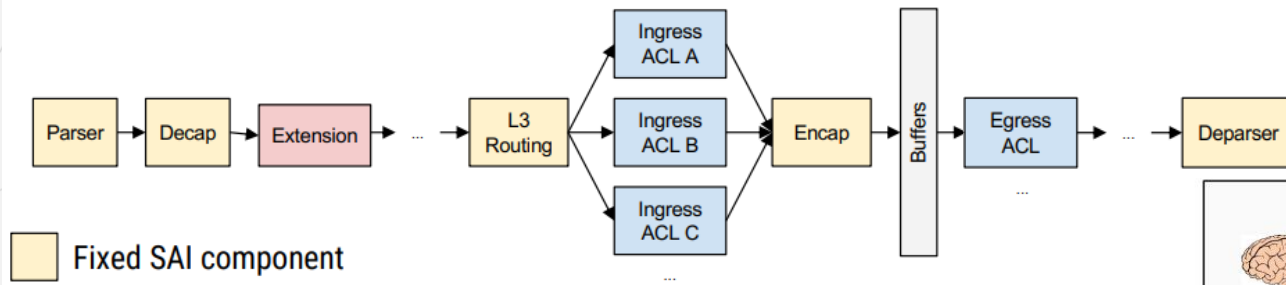 Parser
Decap
Extension
...
L3
Routing
Ingress
ACL A
Ingress
ACL B
Ingress
ACL C
...
Encap
Buffers
Egress
ACL
...
...
Deparser
Fixed SAI component